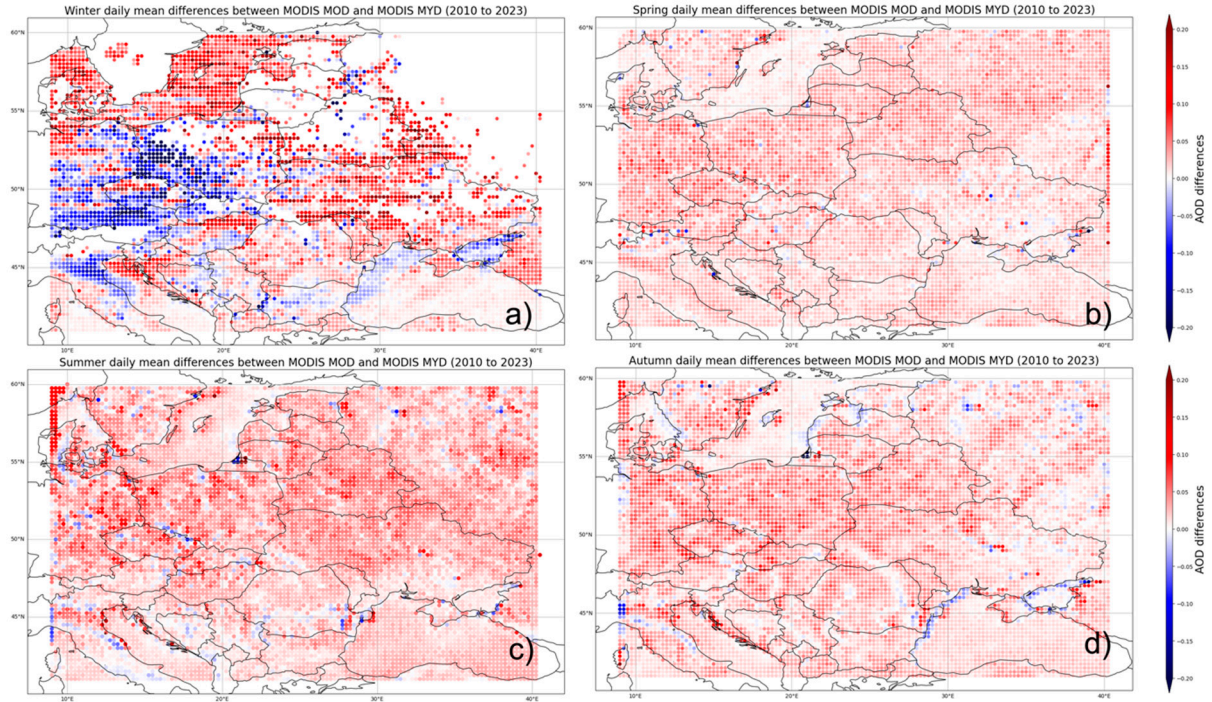 Winter daily mean differences between MODIS MOD and MODIS MYD (2010 to 2023)
60°N
55°N
50°N
45°N
10°E
20°E
30°E
40°E
a)
Spring daily mean differences between MODIS MOD and MODIS MYD (2010 to 2023)
60°N
55°N
50°N
45°N
10°E
20°E
30°E
40°E
b)
0.20
0.15
0.10
0.05
0.00
−0.05
−0.10
−0.15
−0.20
AOD differences
Summer daily mean differences between MODIS MOD and MODIS MYD (2010 to 2023)
60°N
55°N
50°N
45°N
10°E
20°E
30°E
40°E
c)
Autumn daily mean differences between MODIS MOD and MODIS MYD (2010 to 2023)
60°N
55°N
50°N
45°N
10°E
20°E
30°E
40°E
d)
0.20
0.15
0.10
0.05
0.00
−0.05
−0.10
−0.15
−0.20
AOD differences